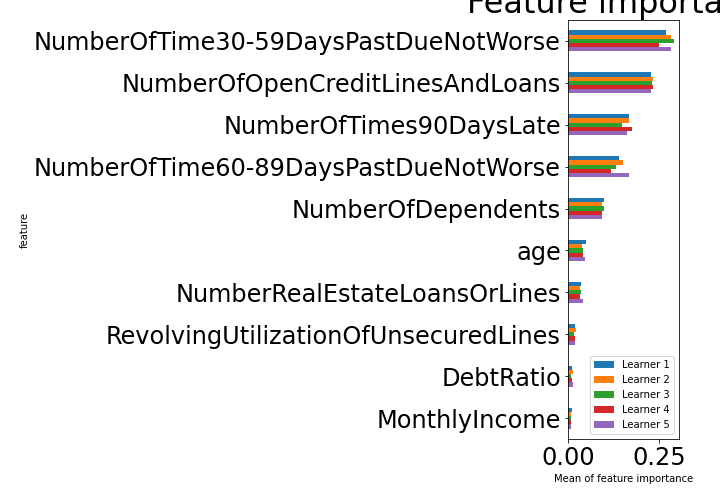 Feature importa
NumberOfTime30-59DaysPastDueNotWorse
NumberOfOpenCreditLinesAndLoans
NumberOfTimes90DaysLate
NumberOfTime60-89DaysPastDueNotWorse
NumberOfDependents
feature
age
NumberRealEstateLoansOrLines
RevolvingUtilizationOfUnsecuredLines
DebtRatio
MonthlyIncome
Learner 1
Learner 2
Learner 3
Learner 4
Learner 5
0.00 0.25
Mean of feature importance